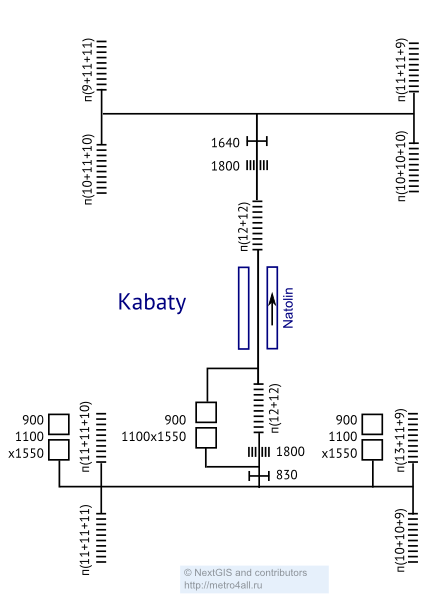 п(9+11+11)
п(11+11+9)
п(10+11+10)
п(10+10+10)
1640
1800
п(12+12)
Kabaty
Natolin
900
1100
x1550
п(11+11+10)
900
1100x1550
п(12+12)
900
1100
x1550
п(13+11+9)
1800
830
п(11+11+11)
п(10+10+9)
© NextGIS and contributors
http://metro4all.ru